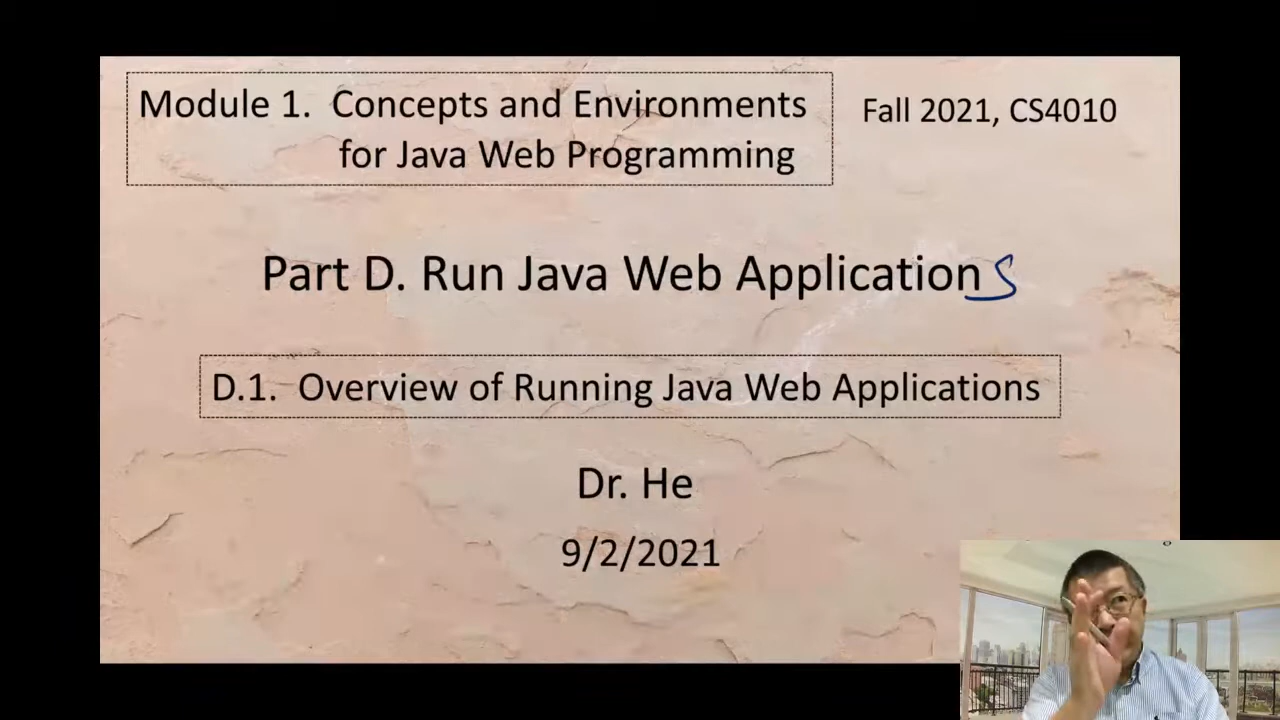 Module 1. Concepts and Environments
for Java Web Programming
Fall 2021, CS4010
Part D. Run Java Web Applications
D.1. Overview of Running Java Web Applications
Dr. He
9/2/2021